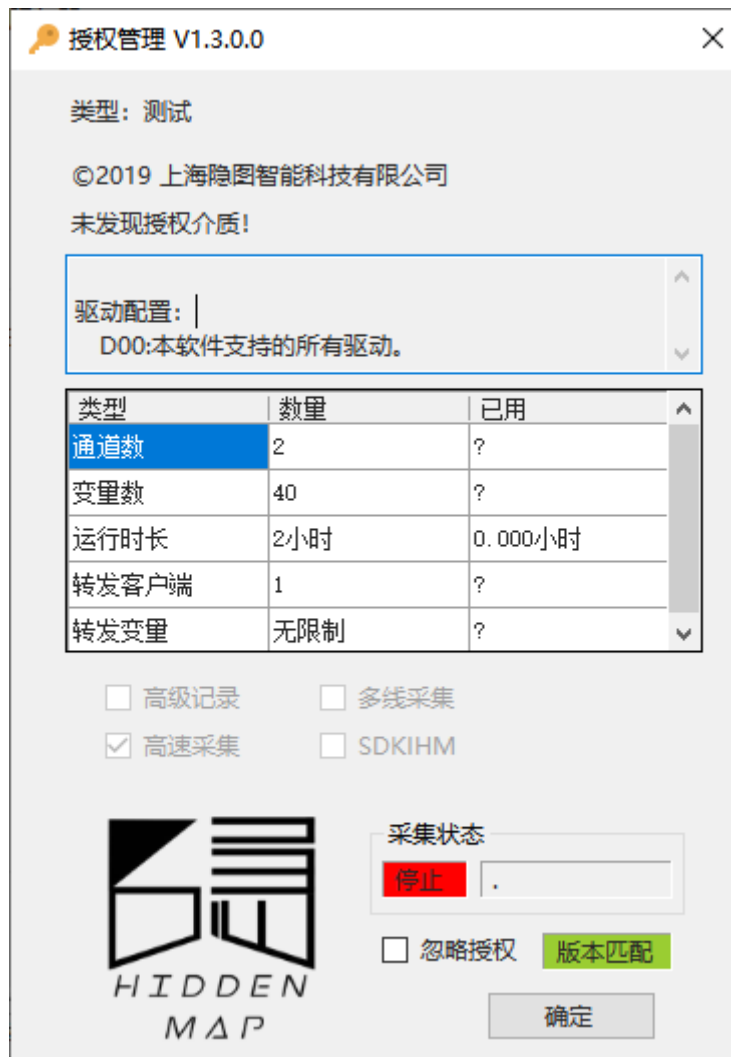 授权管理 V1.3.0.0
类型：测试
©2019 上海隐图智能科技有限公司
未发现授权介质!
驱动配置：
D00:本软件支持的所有驱动。
类型 数量 已用
通道数 2 ?
变量数 40 ?
运行时长 2小时 0.000小时
转发客户端 1 ?
转发变量 无限制 ?
高级记录 多线采集
高速采集 SDKIHM
采集状态
停止 .
忽略授权 版本匹配
HIDDEN
MAP
确定